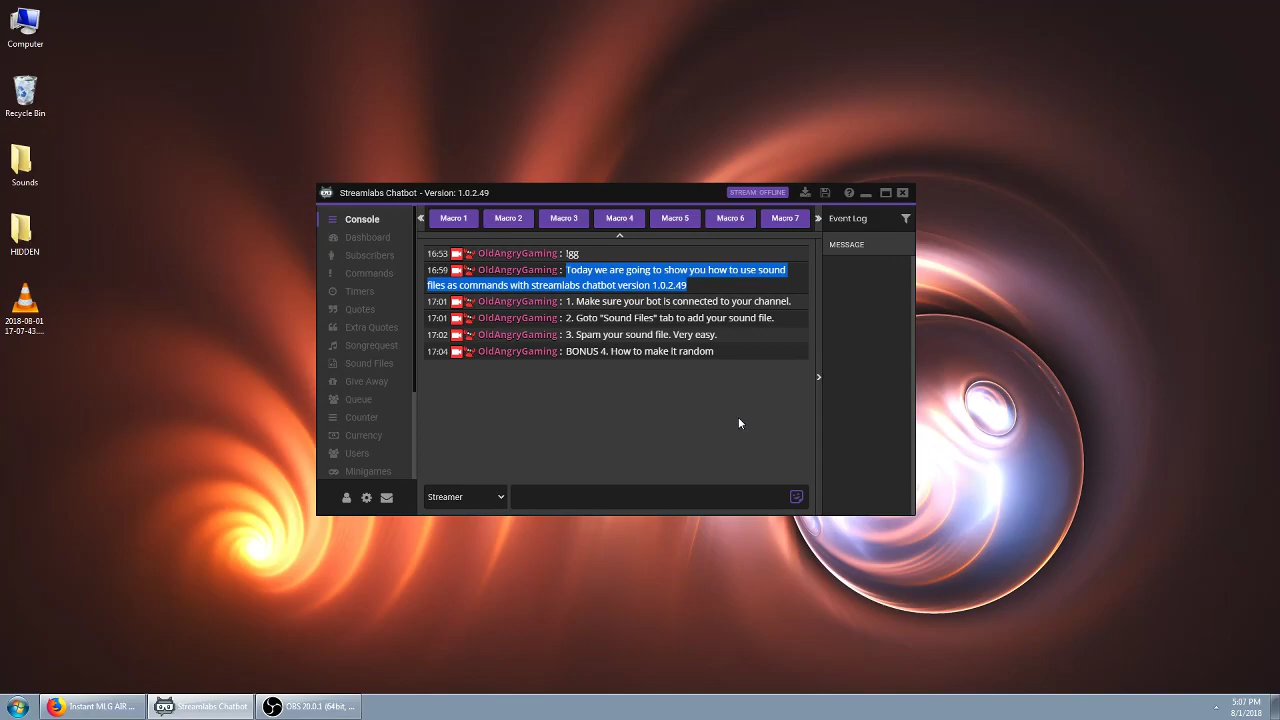 Computer
Recycle Bin
Sounds
HIDDEN
2018-08-01
17-07-43....
Streamlabs Chatbot - Version: 1.0.2.49
STREAM: OFFLINE
Console
Dashboard
Subscribers
Commands
Timers
Quotes
Extra Quotes
Songrequest
Sound Files
Give Away
Queue
Counter
Currency
Users
Minigames
Macro 1 Macro 2 Macro 3 Macro 4 Macro 5 Macro 6 Macro 7
16:53 OldAngryGaming : !gg
16:59 OldAngryGaming : Today we are going to show you how to use sound
files as commands with streamlabs chatbot version 1.0.2.49
17:01 OldAngryGaming : 1. Make sure your bot is connected to your channel.
17:01 OldAngryGaming : 2. Goto "Sound Files" tab to add your sound file.
17:02 OldAngryGaming : 3. Spam your sound file. Very easy.
17:04 OldAngryGaming : BONUS 4. How to make it random
Streamer
Event Log
MESSAGE
Instant MLG AIR ...
Streamlabs Chatbot
OBS 20.0.1 (64bit, ...
5:07 PM
8/1/2018